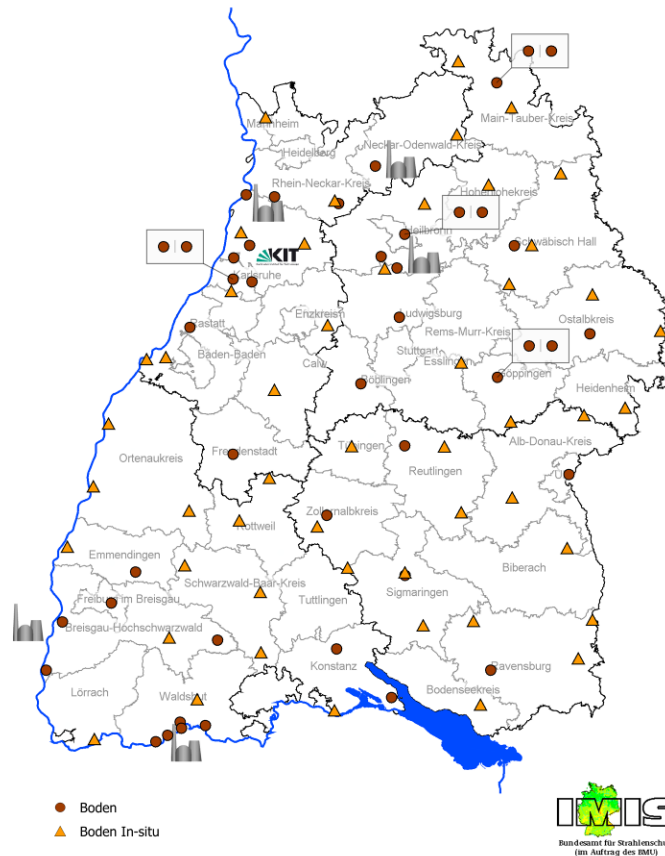 Main-Tauber-Kreis
Mannheim
Neckar-Odenwald-Kreis
Heidelberg
Rhein-Neckar-Kreis
Hohenlohekreis
Heilbronn
Schwäbisch Hall
KIT
Karlsruhe
Ludwigsburg
Enzkreis
Ostalbkreis
Rastatt
Rems-Murr-Kreis
Stuttgart
Baden-Baden
Esslingen
Calw
Göppingen
Böblingen
Heidenheim
Alb-Donau-Kreis
Tübingen
Freudenstadt
Ortenaukreis
Reutlingen
Zollernalbkreis
Rottweil
Emmendingen
Biberach
Schwarzwald-Baar-Kreis
Tuttlingen
Sigmaringen
Freiburg im Breisgau
Breisgau-Hochschwarzwald
Konstanz
Ravensburg
Lörrach
Waldshut
Bodenseekreis
Boden
Boden In-situ
IMIS
Bundesamt für Strahlenschu
(im Auftrag des BMU)